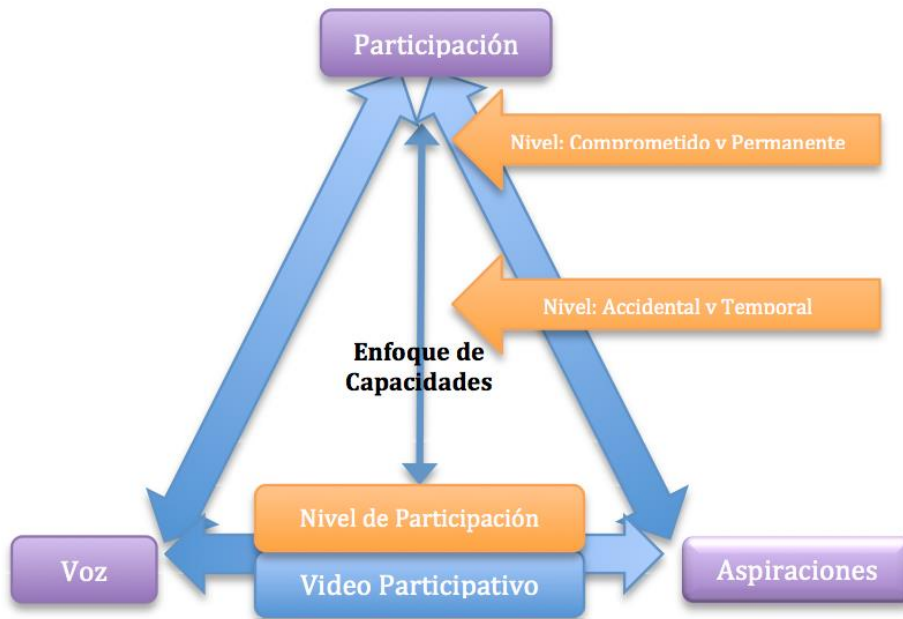 Participación
Nivel: Comprometido y Permanente
Nivel: Accidental y Temporal
Enfoque de
Capacidades
Nivel de Participación
Voz
Video Participativo
Aspiraciones